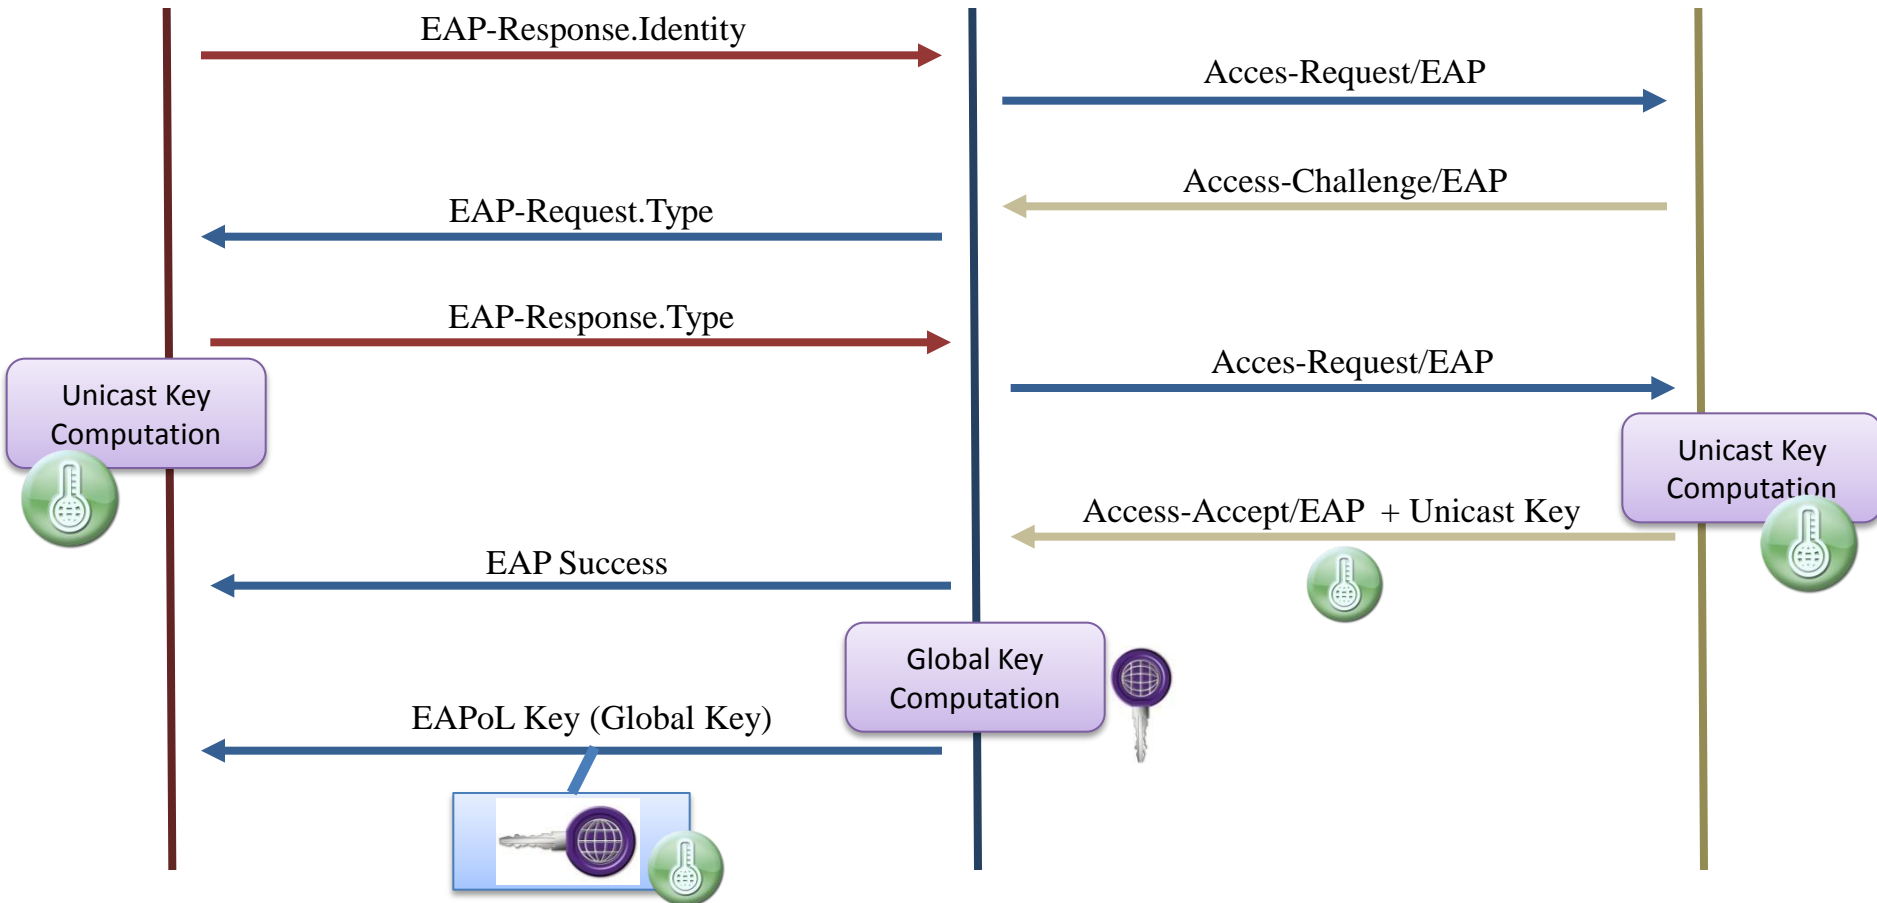 EAP-Response.Identity
Acces-Request/EAP
Access-Challenge/EAP
EAP-Request.Type
EAP-Response.Type
Acces-Request/EAP
Unicast Key
Computation
Unicast Key
Computation
Access-Accept/EAP + Unicast Key
EAP Success
Global Key
Computation
EAPoL Key (Global Key)